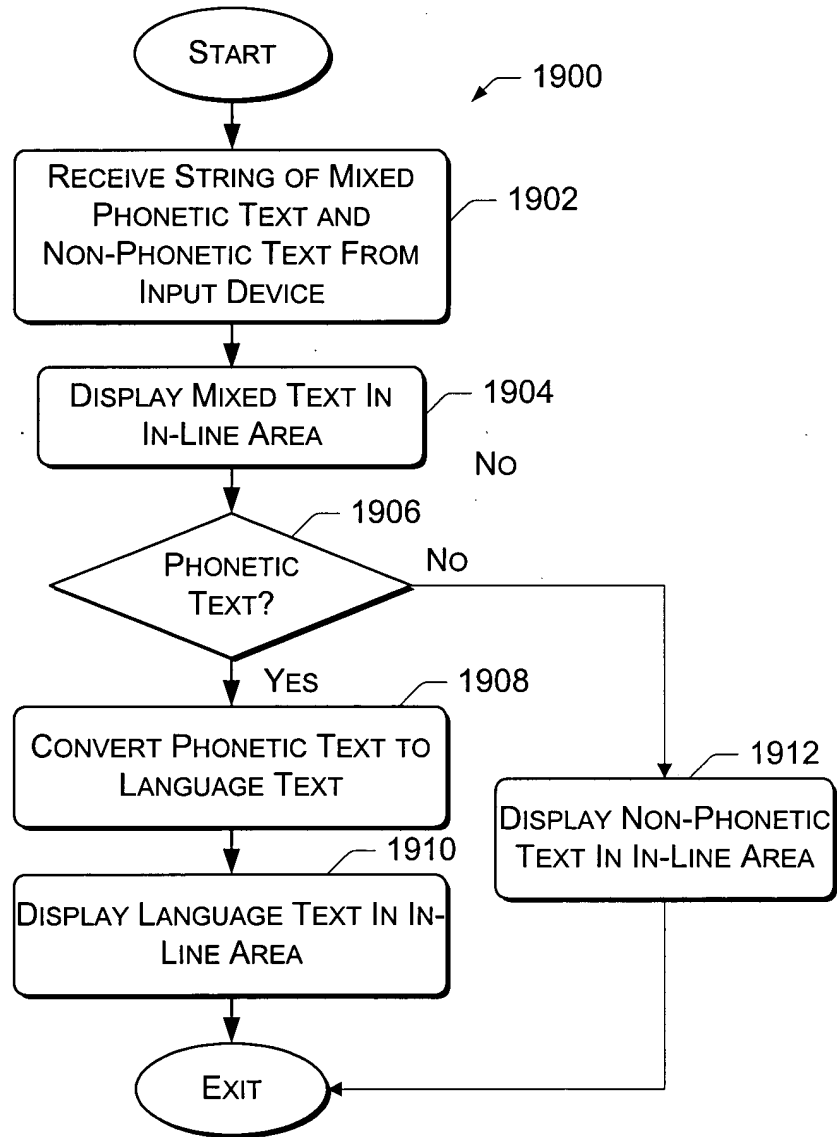 START
1900
RECEIVE STRING OF MIXED
PHONETIC TEXT AND
NON-PHONETIC TEXT FROM
INPUT DEVICE
1902
DISPLAY MIXED TEXT IN
IN-LINE AREA
1904
NO
1906
PHONETIC
TEXT?
NO
YES
1908
CONVERT PHONETIC TEXT TO
LANGUAGE TEXT
1912
DISPLAY NON-PHONETIC
TEXT IN IN-LINE AREA
1910
DISPLAY LANGUAGE TEXT IN IN-
LINE AREA
EXIT